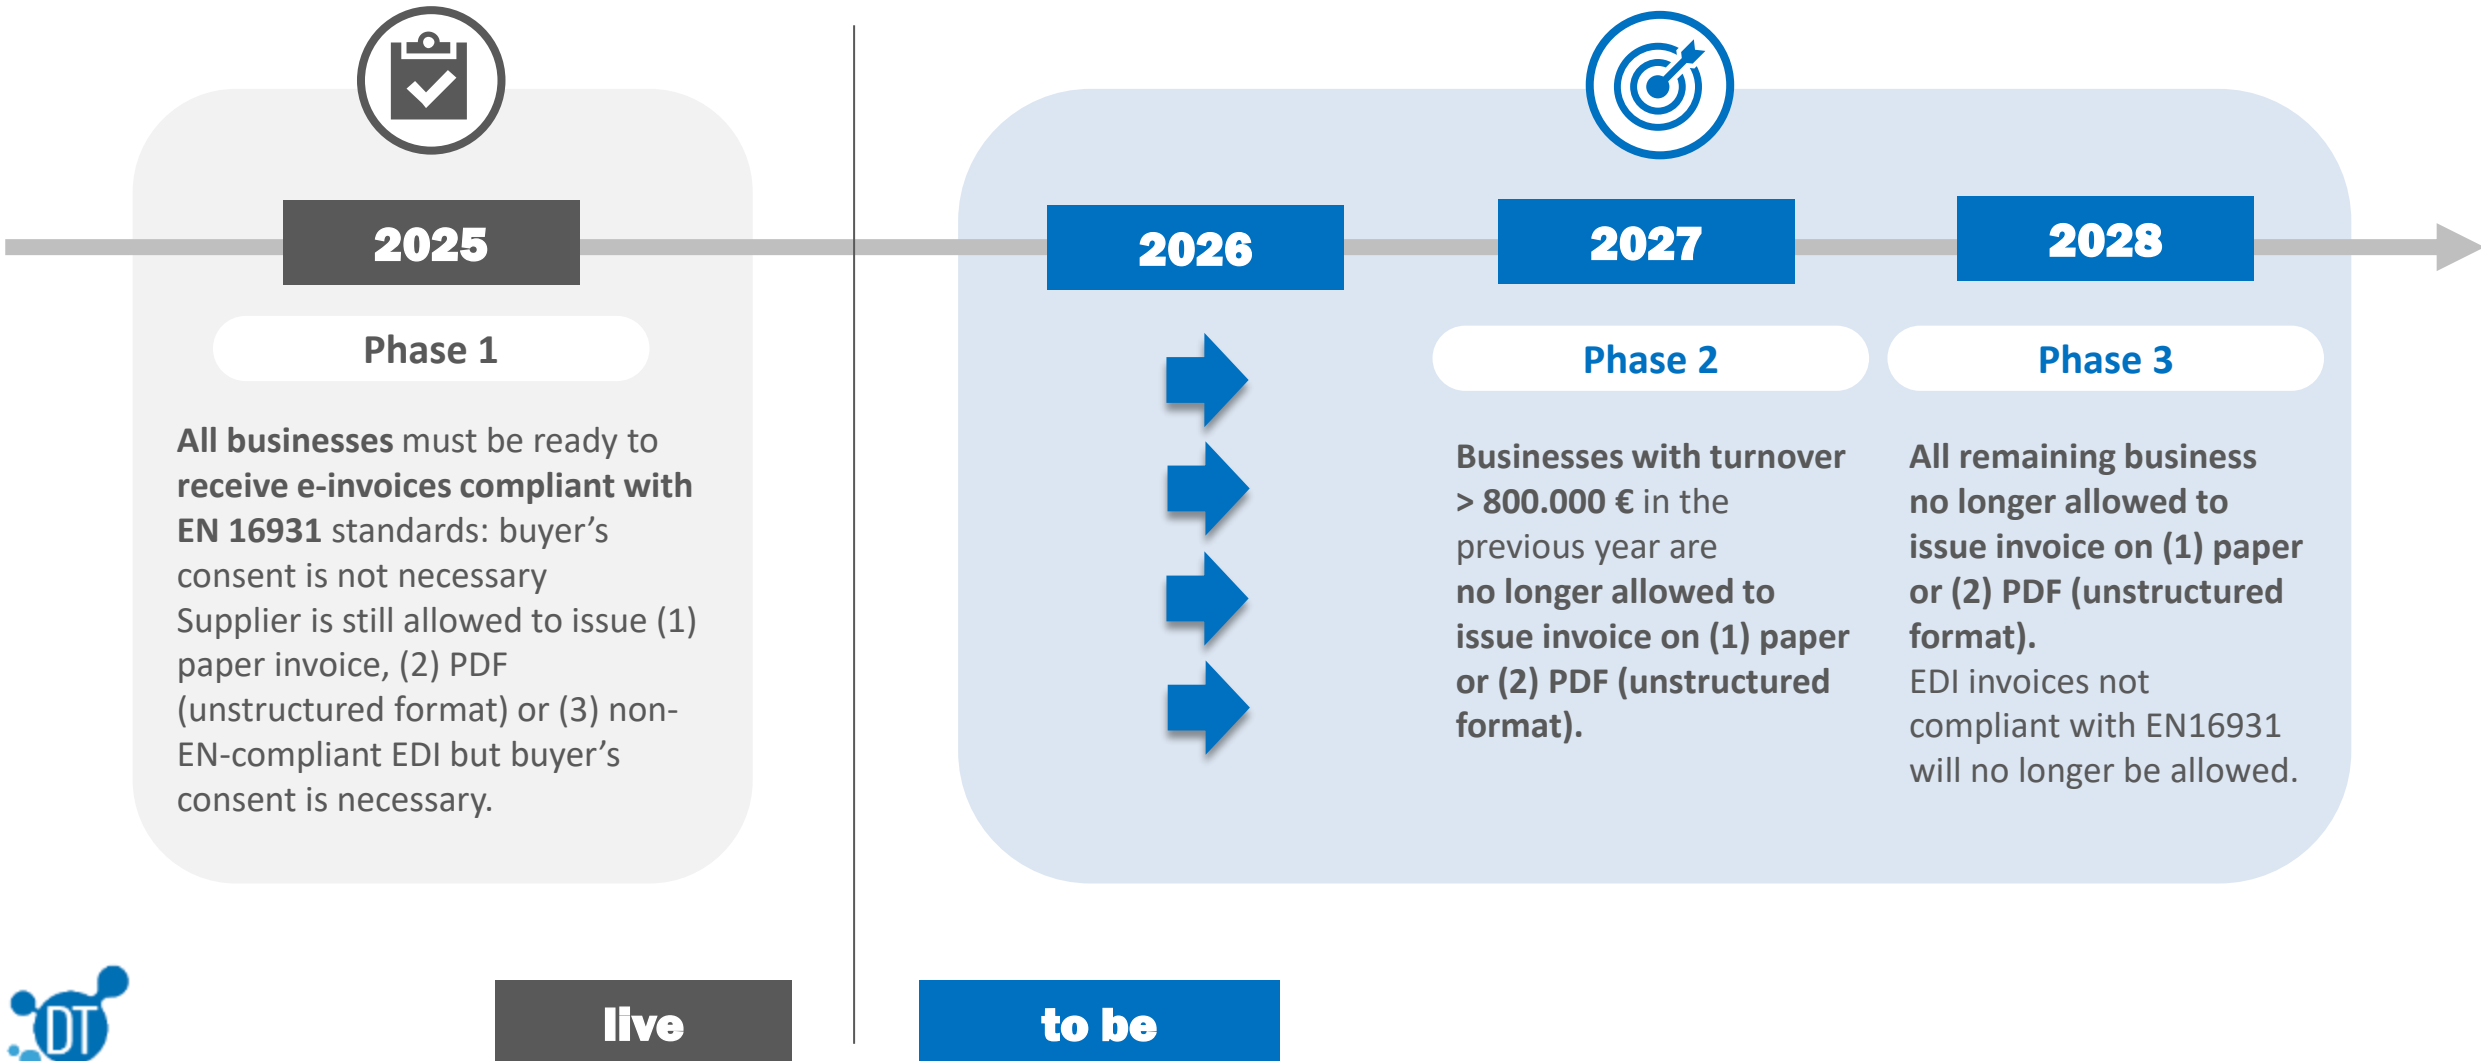 2025
2026
2027
2028
Phase 1
All businesses must be ready to
receive e-invoices compliant with
EN 16931 standards: buyer’s
consent is not necessary
Supplier is still allowed to issue (1)
paper invoice, (2) PDF
(unstructured format) or (3) non-
EN-compliant EDI but buyer’s
consent is necessary.
Phase 2
Businesses with turnover
> 800.000 € in the
previous year are
no longer allowed to
issue invoice on (1) paper
or (2) PDF (unstructured
format).
Phase 3
All remaining business
no longer allowed to
issue invoice on (1) paper
or (2) PDF (unstructured
format).
EDI invoices not
compliant with EN16931
will no longer be allowed.
DT
live
to be